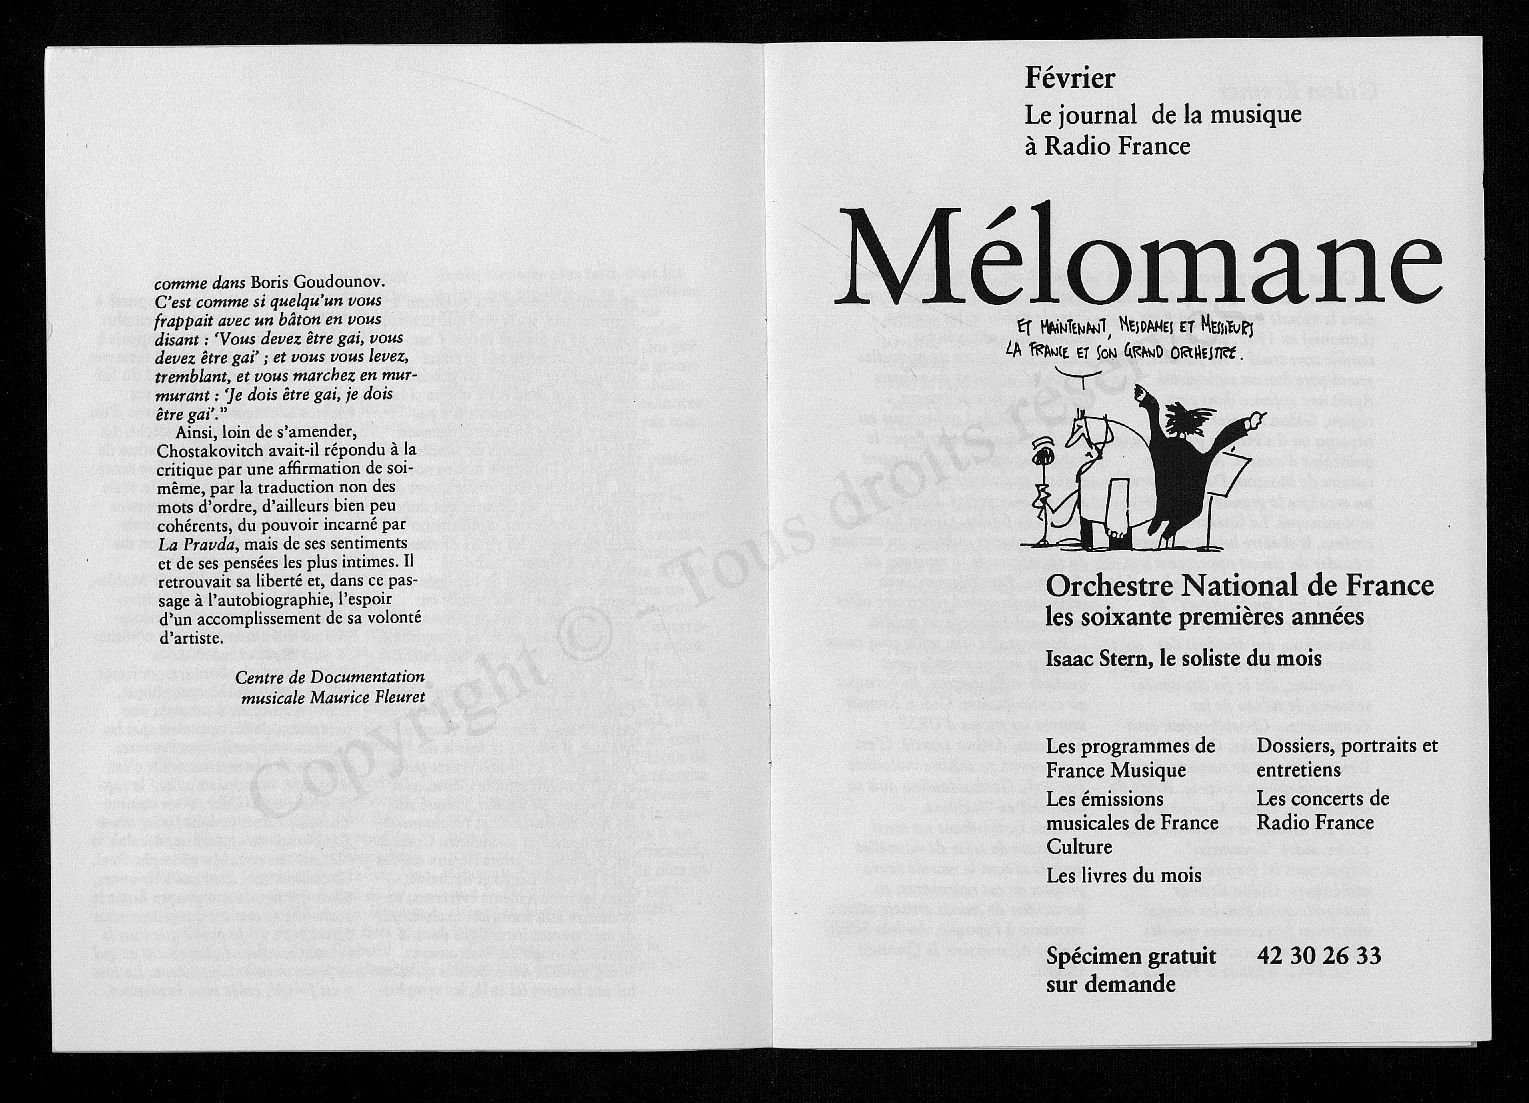 comme dans Boris Goudounov.
C'est comme si quelqu'un vous
frappait avec un bâton en vous
disant : 'Vous devez être gai, vous
devez être gai' ; et vous vous levez,
tremblant, et vous marchez en mur-
murant : 'Je dois être gai, je dois
être gai'."
Ainsi, loin de s'amender,
Chostakovitch avait-il répondu à la
critique par une affirmation de soi-
même, par la traduction non des
mots d'ordre, d'ailleurs bien peu
cohérents, du pouvoir incarné par
La Pravda, mais de ses sentiments
et de ses pensées les plus intimes. Il
retrouvait sa liberté et, dans ce pas-
sage à l'autobiographie, l'espoir
d'un accomplissement de sa volonté
d'artiste.
Centre de Documentation
musicale Maurice Fleuret
Février
Le journal de la musique
à Radio France
Mélomane
ET MAINTENANT, MESDAMES ET MESSIEURS
LA FRANCE ET SON GRAND ORCHESTRE.
Orchestre National de France
les soixante premières années
Isaac Stern, le soliste du mois
Les programmes de
France Musique
Les émissions
musicales de France
Culture
Les livres du mois
Dossiers, portraits et
entretiens
Les concerts de
Radio France
Spécimen gratuit 42 30 26 33
sur demande
Copyright © - Tous droits réservés